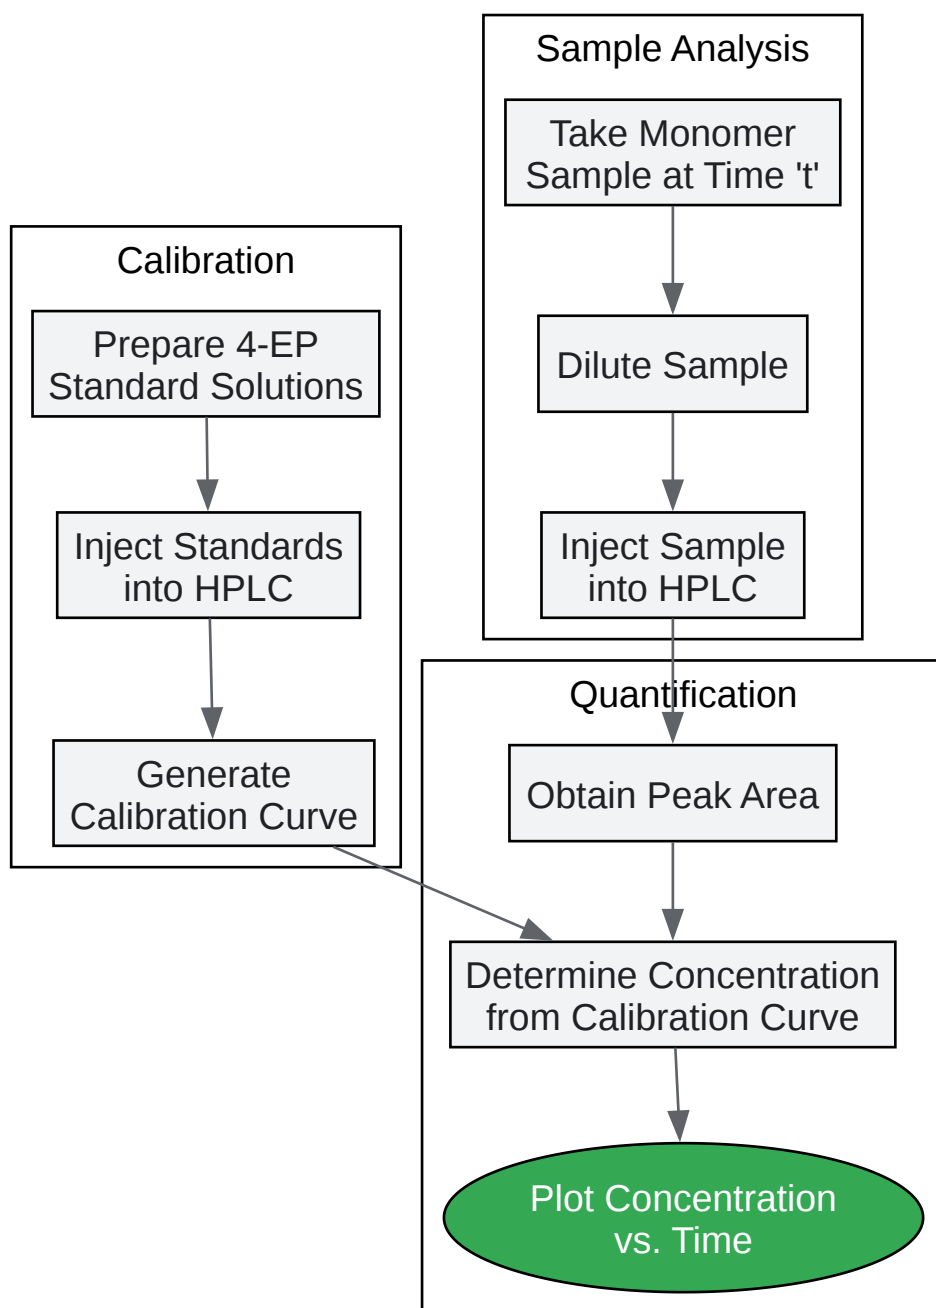 Sample Analysis
Take Monomer
Sample at Time 't'
Dilute Sample
Inject Sample
into HPLC
Calibration
Prepare 4-EP
Standard Solutions
Inject Standards
into HPLC
Generate
Calibration Curve
Quantification
Obtain Peak Area
Determine Concentration
from Calibration Curve
Plot Concentration
vs. Time